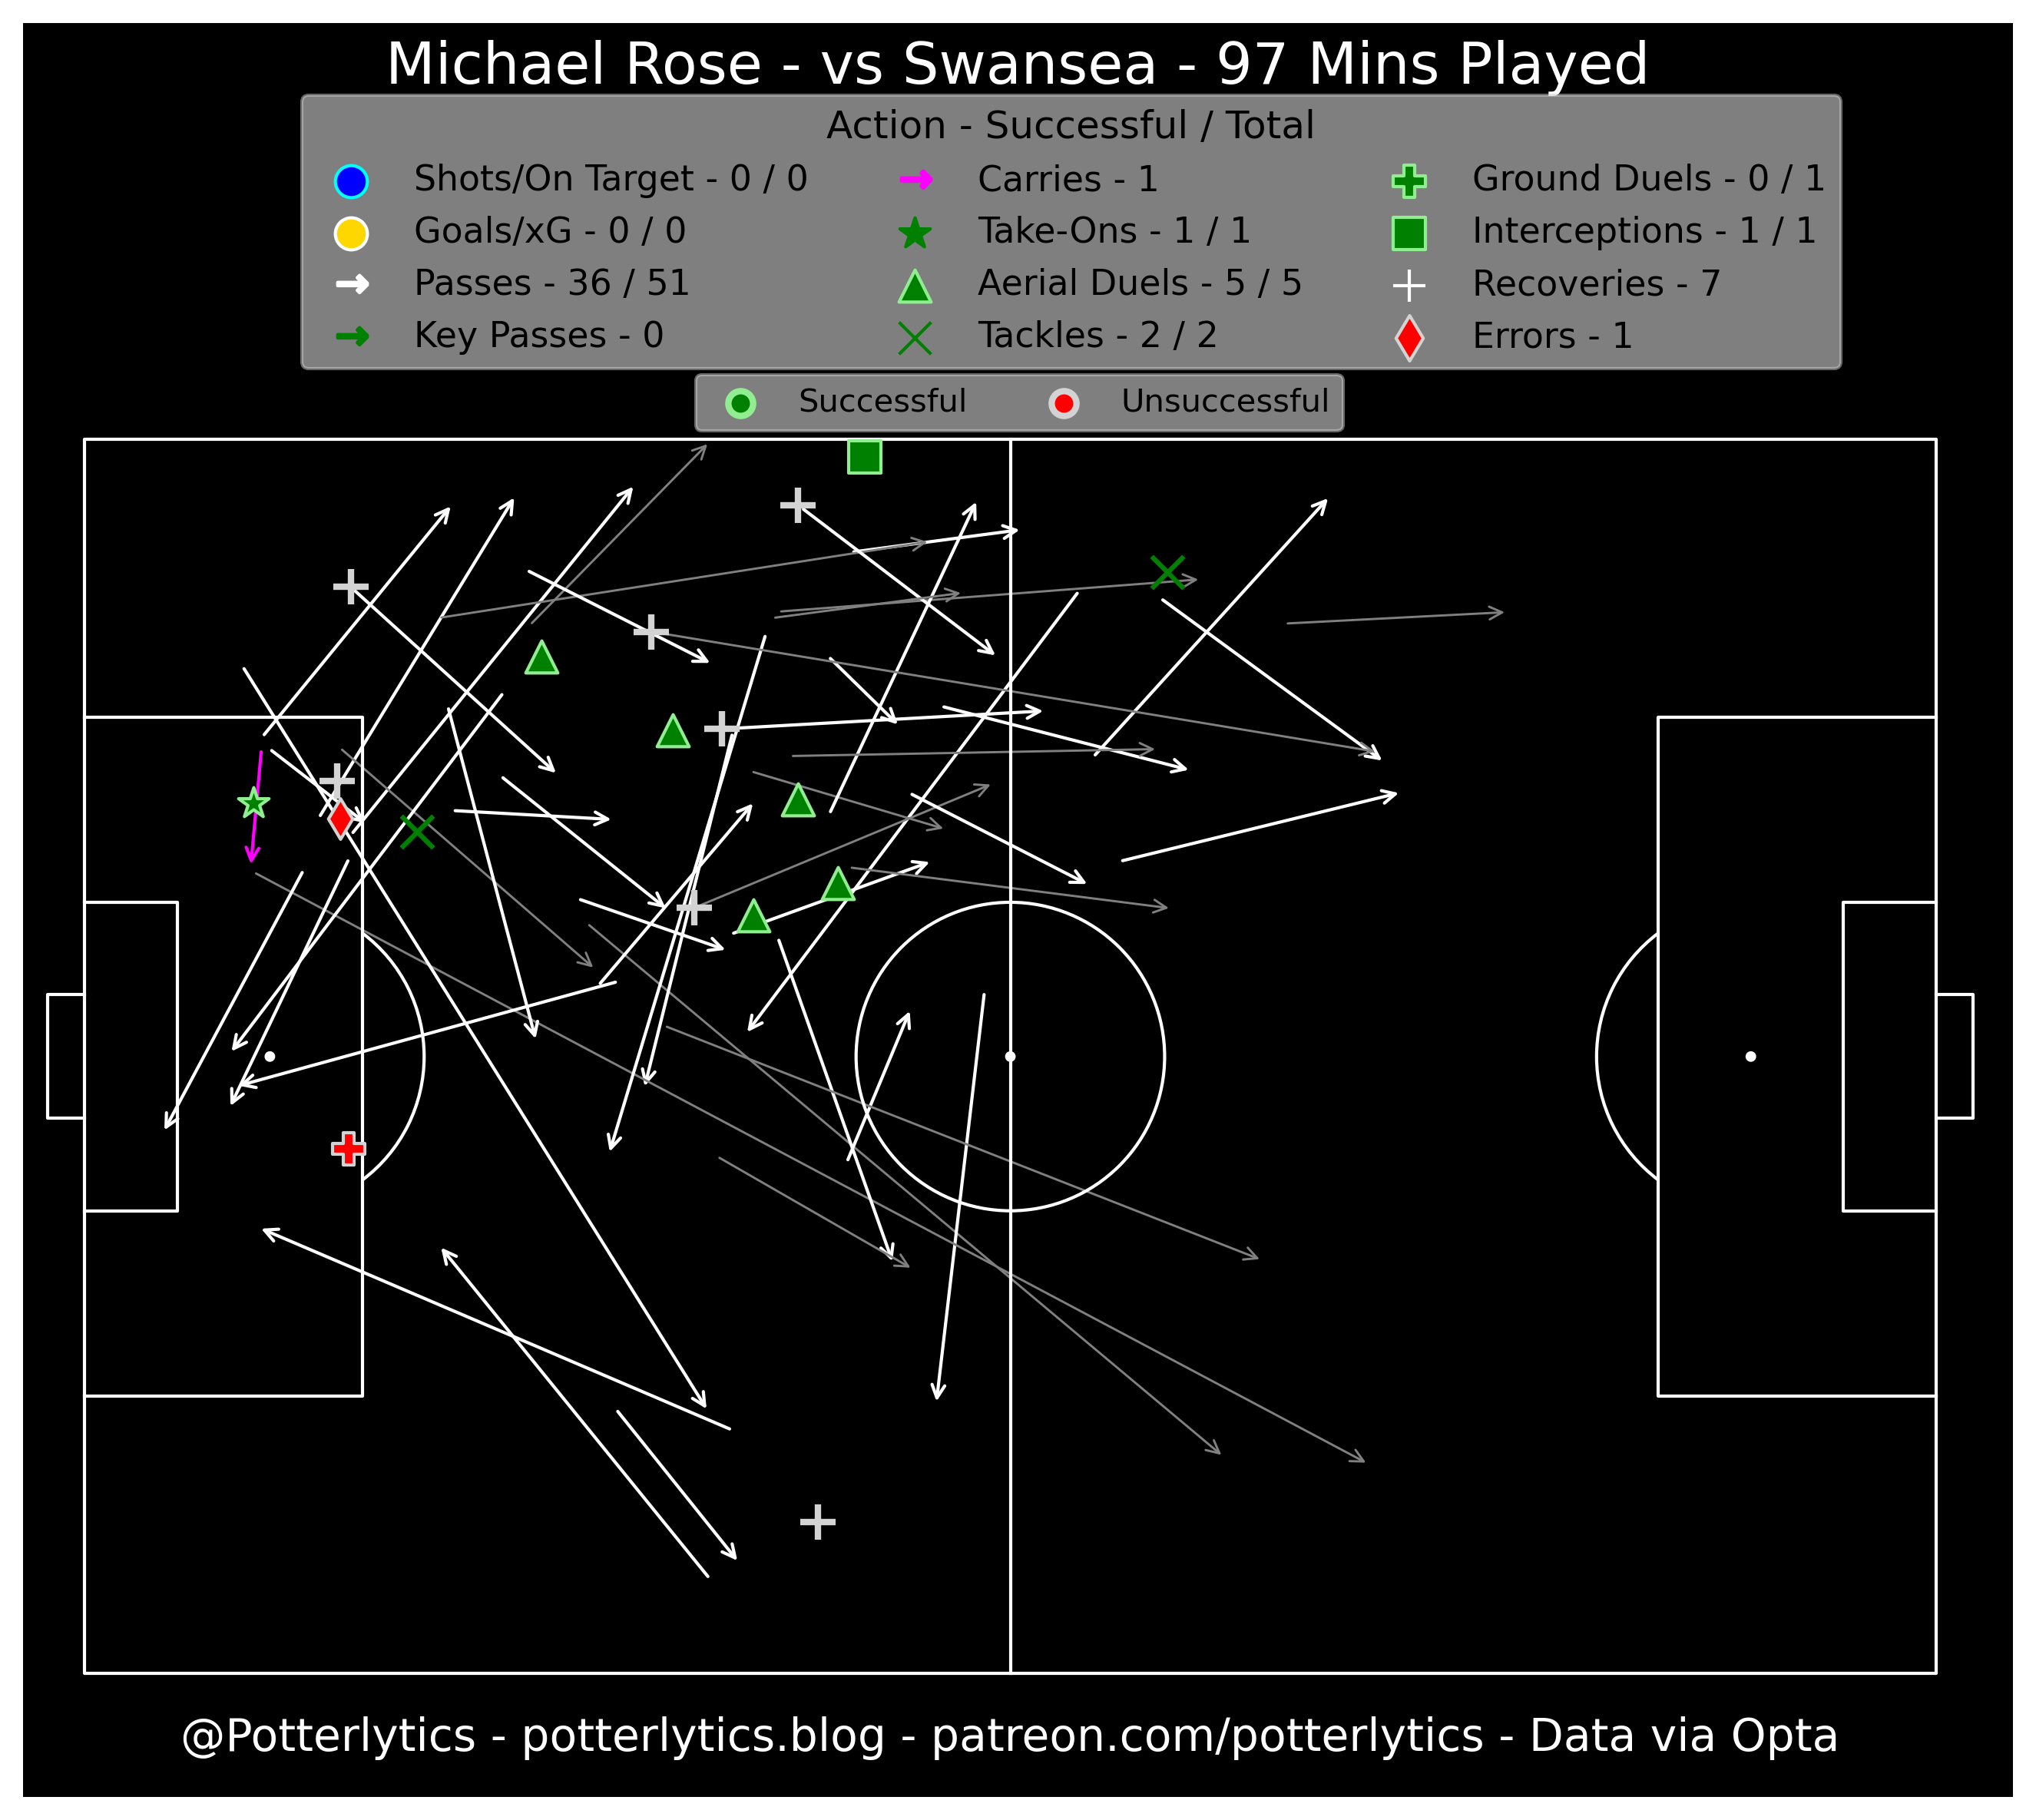 Michael Rose - vs Swansea - 97 Mins Played
Action - Successful / Total
Shots/On Target - 0 / 0
Goals/xG - 0 / 0
Passes - 36 / 51
Key Passes - 0
Carries - 1
Take-Ons - 1 / 1
Aerial Duels - 5 / 5
Tackles - 2 / 2
Ground Duels - 0 / 1
Interceptions - 1 / 1
Recoveries - 7
Errors - 1
Successful
Unsuccessful
@Potterlytics - potterlytics.blog - patreon.com/potterlytics - Data via Opta